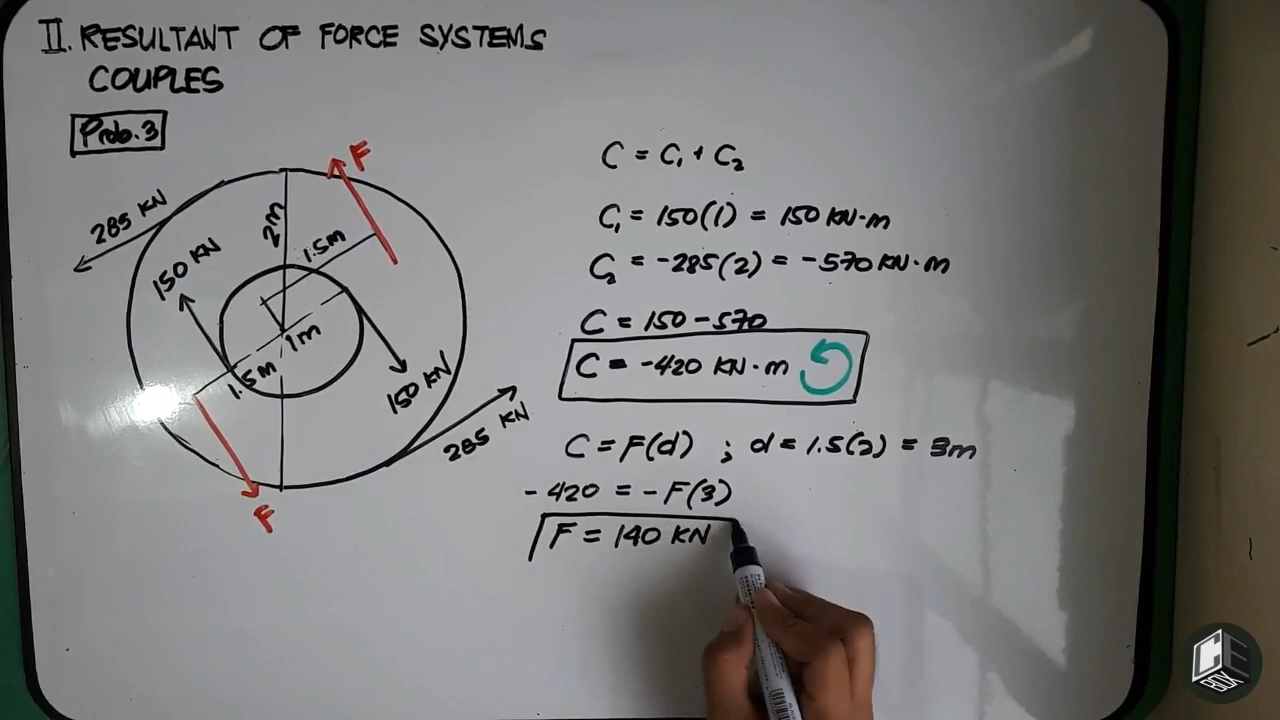 II. RESULTANT OF FORCE SYSTEMS
COUPLES
Prob. 3
F
285 KN
150 KN
2m
1.5m
1m
1.5m
150 KN
285 KN
F
C = C₁ + C₂
C₁ = 150(1) = 150 KN·m
C₂ = -285(2) = -570 KN·m
C = 150 - 570
C = -420 KN·m
C = F(d) ; d = 1.5(2) = 3m
-420 = -F(3)
F = 140 KN
CE
BOX